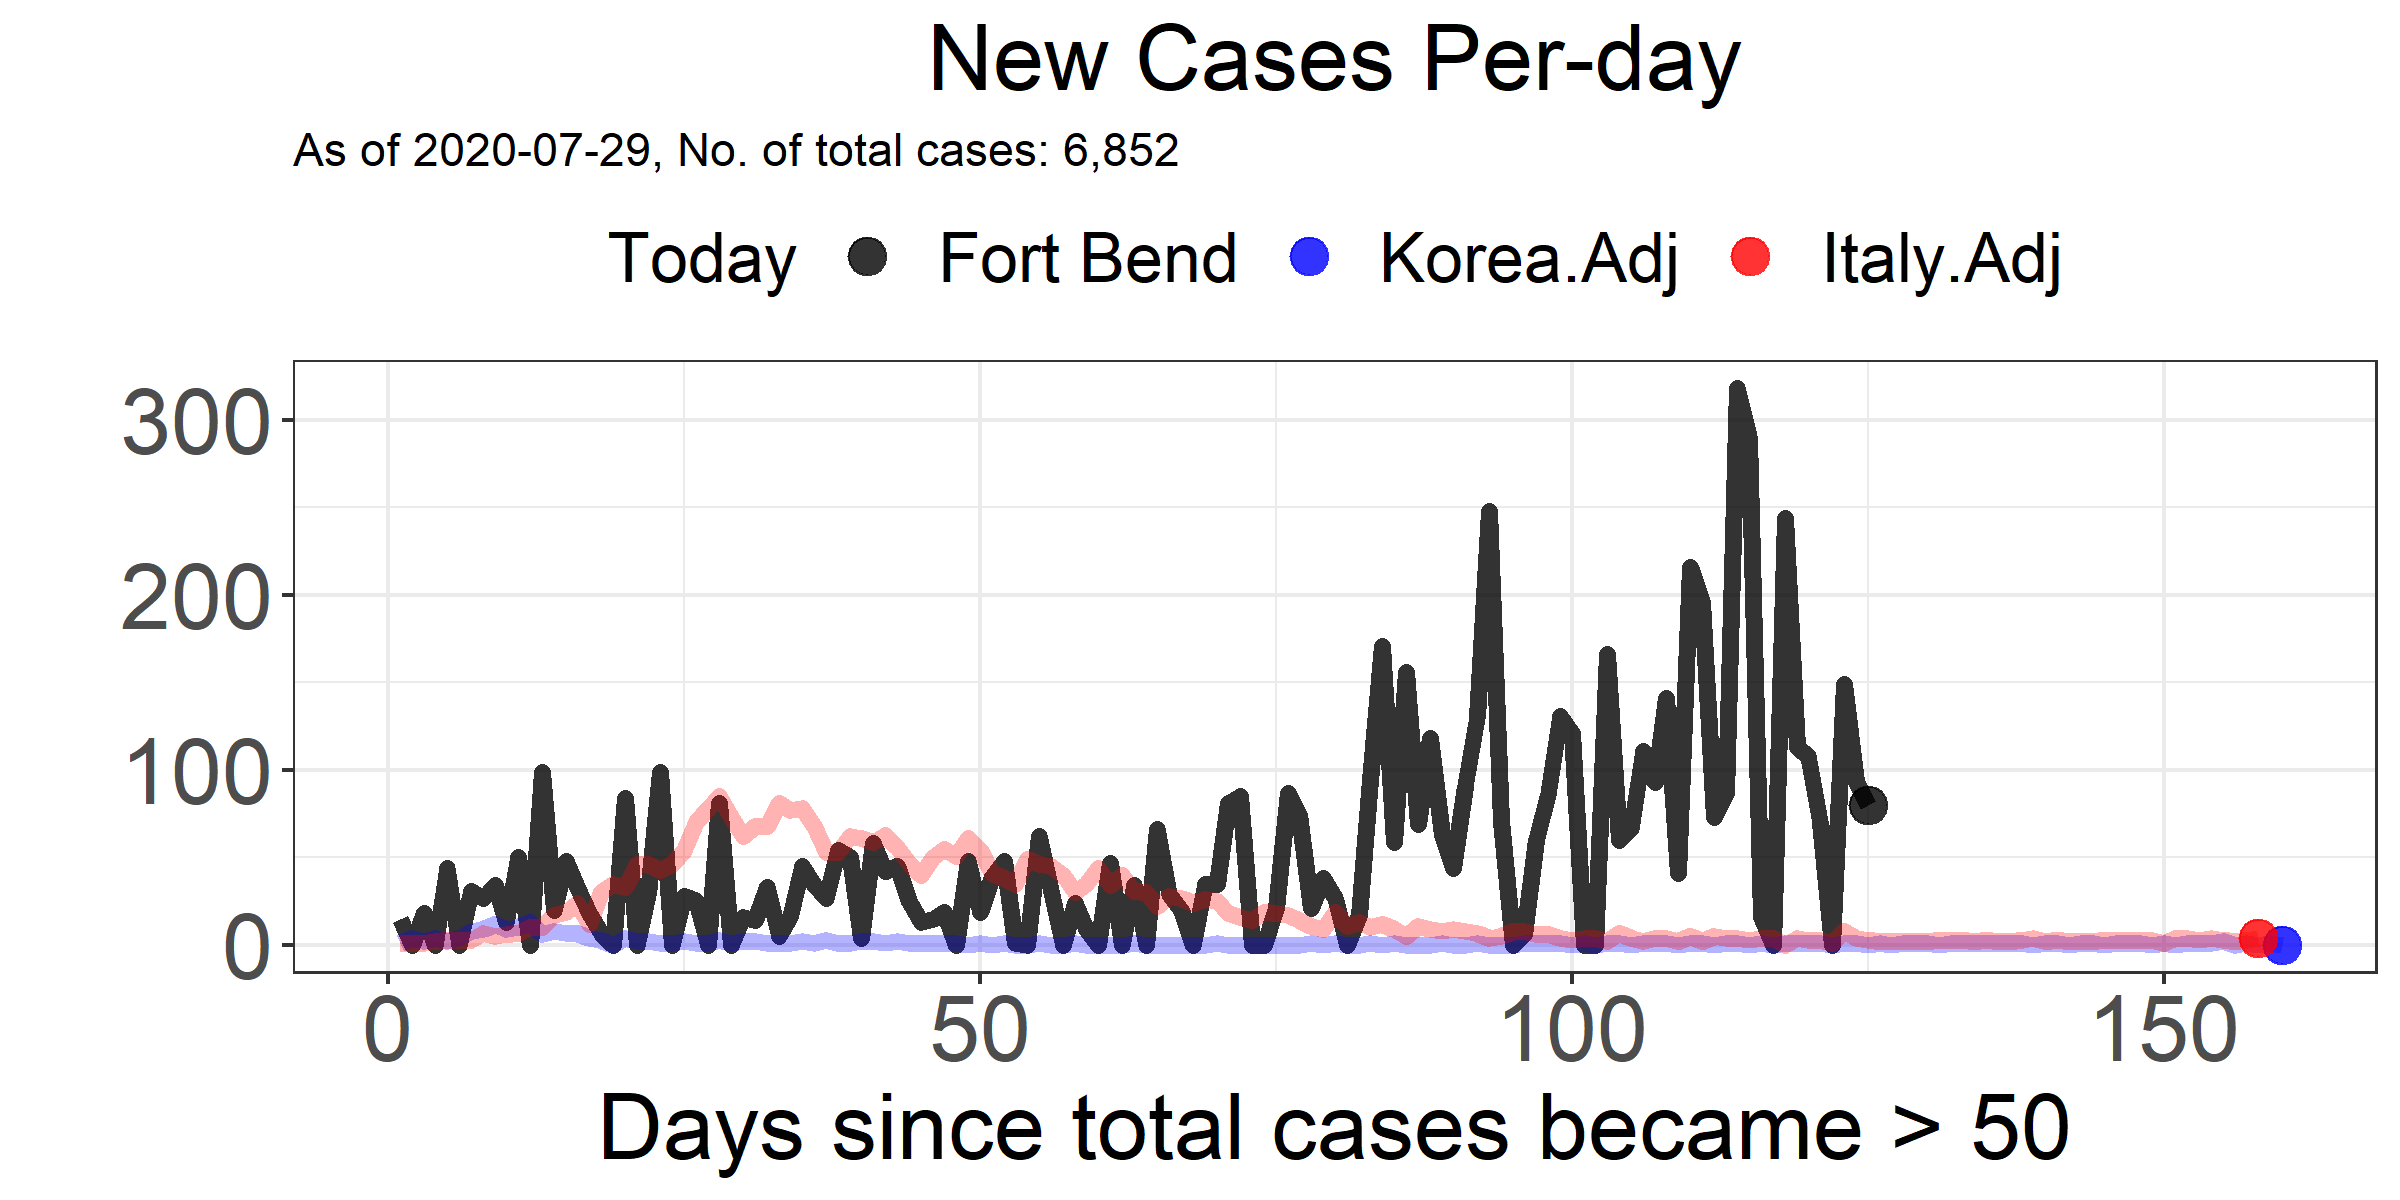 New Cases Per-day
As of 2020-07-29, No. of total cases: 6,852
Today Fort Bend Korea.Adj Italy.Adj
300
200
100
0
0 50 100 150
Days since total cases became > 50